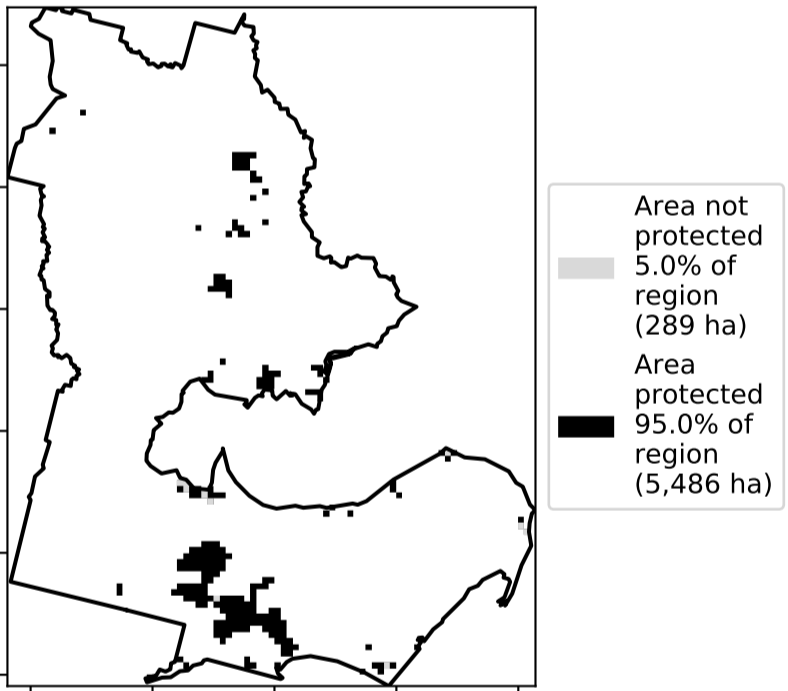 Area not
protected
5.0% of
region
(289 ha)
Area
protected
95.0% of
region
(5,486 ha)